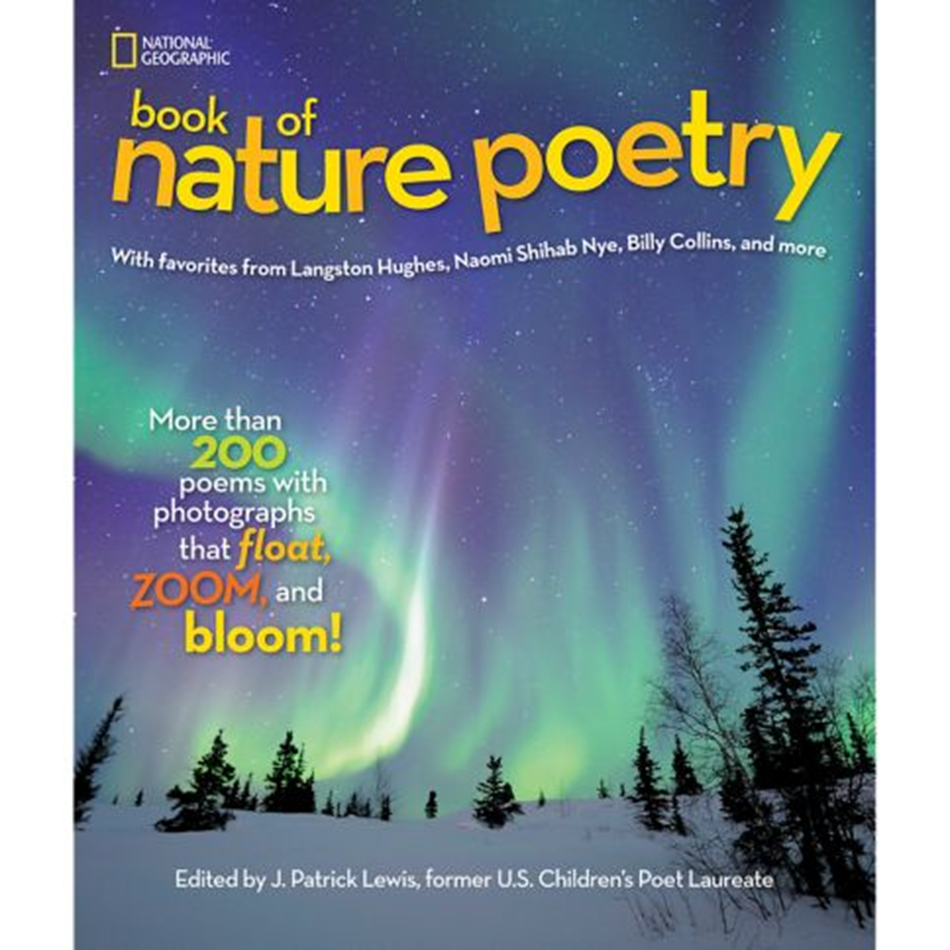 NATIONAL
GEOGRAPHIC
book of
nature poetry
With favorites from Langston Hughes, Naomi Shihab Nye, Billy Collins, and more
More than
200
poems with
photographs
that float,
ZOOM, and
bloom!
Edited by J. Patrick Lewis, former U.S. Children's Poet Laureate